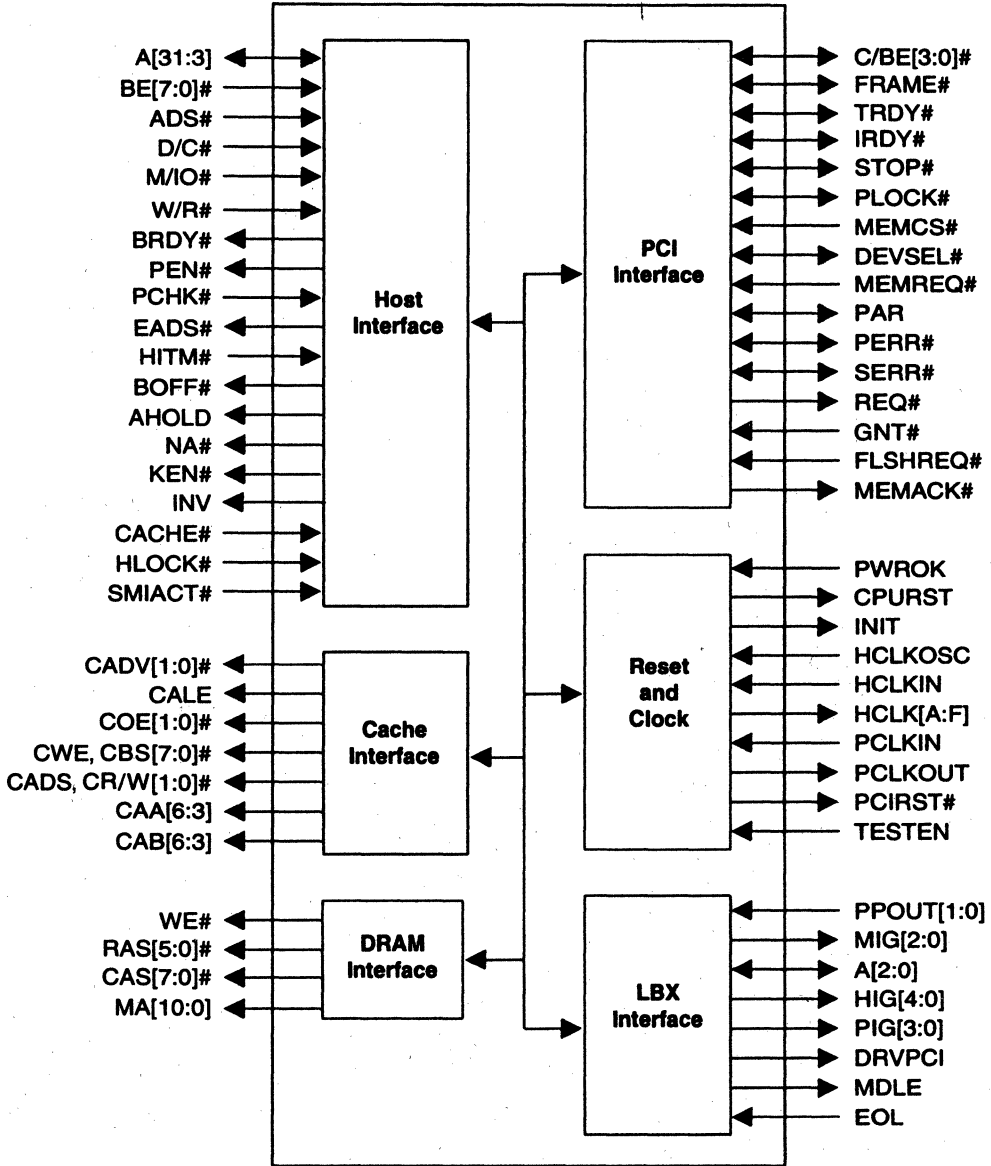 A[31:3]
BE[7:0]#
ADS#
D/C#
M/IO#
W/R#
BRDY#
PEN#
PCHK#
EADS#
HITM#
BOFF#
AHOLD
NA#
KEN#
INV
CACHE#
HLOCK#
SMIACT#
Host
Interface
CADV[1:0]#
CALE
COE[1:0]#
CWE, CBS[7:0]#
CADS, CR/W[1:0]#
CAA[6:3]
CAB[6:3]
Cache
Interface
WE#
RAS[5:0]#
CAS[7:0]#
MA[10:0]
DRAM
Interface
PCI
Interface
C/BE[3:0]#
FRAME#
TRDY#
IRDY#
STOP#
PLOCK#
MEMCS#
DEVSEL#
MEMREQ#
PAR
PERR#
SERR#
REQ#
GNT#
FLSHREQ#
MEMACK#
Reset
and
Clock
PWROK
CPURST
INIT
HCLKOSC
HCLKIN
HCLK[A:F]
PCLKIN
PCLKOUT
PCIRST#
TESTEN
LBX
Interface
PPOUT[1:0]
MIG[2:0]
A[2:0]
HIG[4:0]
PIG[3:0]
DRVPCI
MDLE
EOL